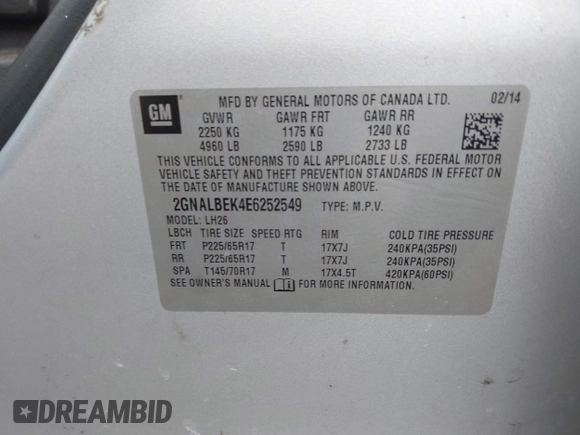 GM
MFD BY GENERAL MOTORS OF CANADA LTD. 02/14
GVWR GAWR FRT GAWR RR
2250 KG 1175 KG 1240 KG
4960 LB 2590 LB 2733 LB
THIS VEHICLE CONFORMS TO ALL APPLICABLE U.S. FEDERAL MOTOR
VEHICLE SAFETY AND THEFT PREVENTION STANDARDS IN EFFECT ON
THE DATE OF MANUFACTURE SHOWN ABOVE.
2GNALBEK4E6252549 TYPE: M.P.V.
MODEL: LH26
LBCH TIRE SIZE SPEED RTG RIM COLD TIRE PRESSURE
FRT P225/65R17 T 17X7J 240KPA(35PSI)
RR P225/65R17 T 17X7J 240KPA(35PSI)
SPA T145/70R17 M 17X4.5T 420KPA(60PSI)
SEE OWNER'S MANUAL FOR MORE INFORMATION.
DREAMBID